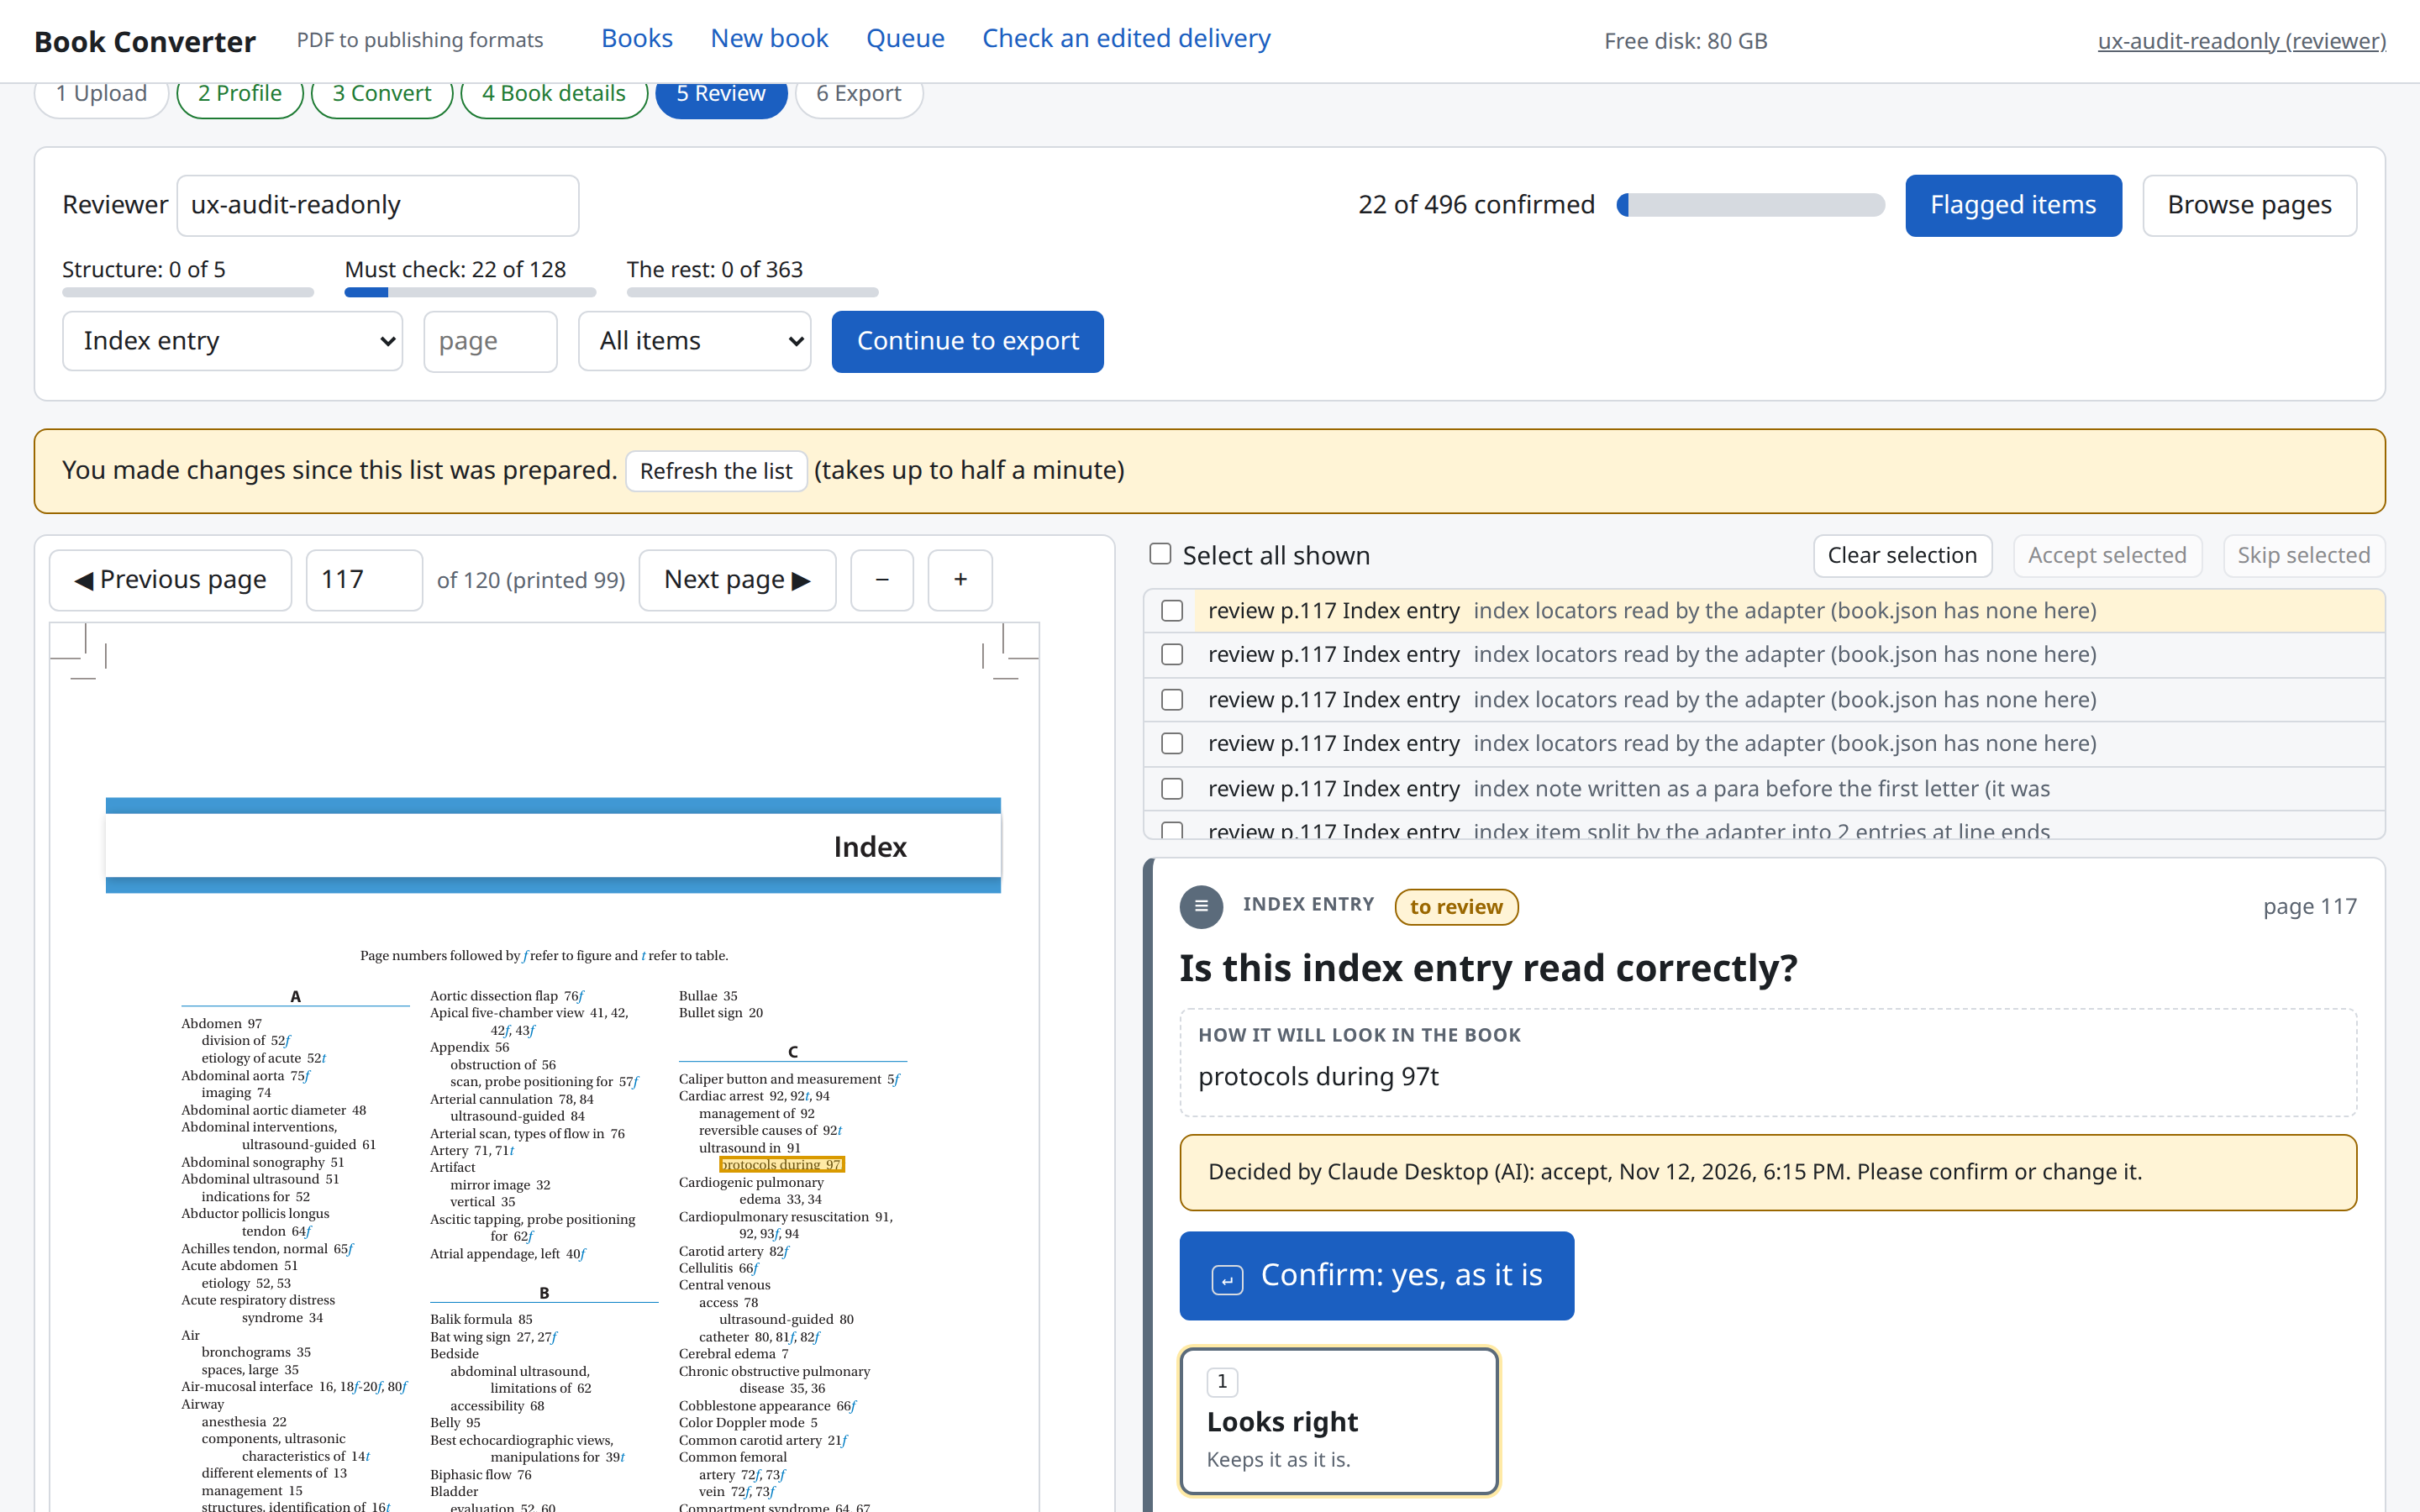 Book Converter PDF to publishing formats Books New book Queue Check an edited delivery Free disk: 80 GB ux-audit-readonly (reviewer)
1 Upload 2 Profile 3 Convert 4 Book details 5 Review 6 Export
Reviewer ux-audit-readonly 22 of 496 confirmed Flagged items Browse pages
Structure: 0 of 5 Must check: 22 of 128 The rest: 0 of 363
Index entry page All items Continue to export
You made changes since this list was prepared. Refresh the list (takes up to half a minute)
◀ Previous page 117 of 120 (printed 99) Next page ▶ − +
Index
Page numbers followed by f refer to figure and t refer to table.
A
Abdomen 97
division of 52f
etiology of acute 52t
Abdominal aorta 75f
imaging 74
Abdominal aortic diameter 48
Abdominal interventions,
ultrasound-guided 61
Abdominal sonography 51
Abdominal ultrasound 51
indications for 52
Abductor pollicis longus
tendon 64f
Achilles tendon, normal 65f
Acute abdomen 51
etiology 52, 53
Acute respiratory distress
syndrome 34
Air
bronchograms 35
spaces, large 35
Air-mucosal interface 16, 18f-20f, 80f
Airway
anesthesia 22
components, ultrasonic
characteristics of 14t
different elements of 13
management 15
structures, identification of 16t
Aortic dissection flap 76f
Apical five-chamber view 41, 42,
42f, 43f
Appendix 56
obstruction of 56
scan, probe positioning for 57f
Arterial cannulation 78, 84
ultrasound-guided 84
Arterial scan, types of flow in 76
Artery 71, 71t
Artifact
mirror image 32
vertical 35
Ascitic tapping, probe positioning
for 62f
Atrial appendage, left 40f
B
Balik formula 85
Bat wing sign 27, 27f
Bedside
abdominal ultrasound,
limitations of 62
accessibility 68
Belly 95
Best echocardiographic views,
manipulations for 39t
Biphasic flow 76
Bladder
evaluation 52, 60
Bullae 35
Bullet sign 20
C
Caliper button and measurement 5f
Cardiac arrest 92, 92t, 94
management of 92
reversible causes of 92t
ultrasound in 91
protocols during 97
Cardiogenic pulmonary
edema 33, 34
Cardiopulmonary resuscitation 91,
92, 93f, 94
Carotid artery 82f
Cellulitis 66f
Central venous
access 78
ultrasound-guided 80
catheter 80, 81f, 82f
Cerebral edema 7
Chronic obstructive pulmonary
disease 35, 36
Cobblestone appearance 66f
Color Doppler mode 5
Common carotid artery 21f
Common femoral
artery 72f, 73f
vein 72f, 73f
Compartment syndrome 64, 67
Select all shown Clear selection Accept selected Skip selected
review p.117 Index entry index locators read by the adapter (book.json has none here)
review p.117 Index entry index locators read by the adapter (book.json has none here)
review p.117 Index entry index locators read by the adapter (book.json has none here)
review p.117 Index entry index locators read by the adapter (book.json has none here)
review p.117 Index entry index note written as a para before the first letter (it was
review p.117 Index entry index item split by the adapter into 2 entries at line ends
INDEX ENTRY to review page 117
Is this index entry read correctly?
HOW IT WILL LOOK IN THE BOOK
protocols during 97t
Decided by Claude Desktop (AI): accept, Nov 12, 2026, 6:15 PM. Please confirm or change it.
↵ Confirm: yes, as it is
1
Looks right
Keeps it as it is.